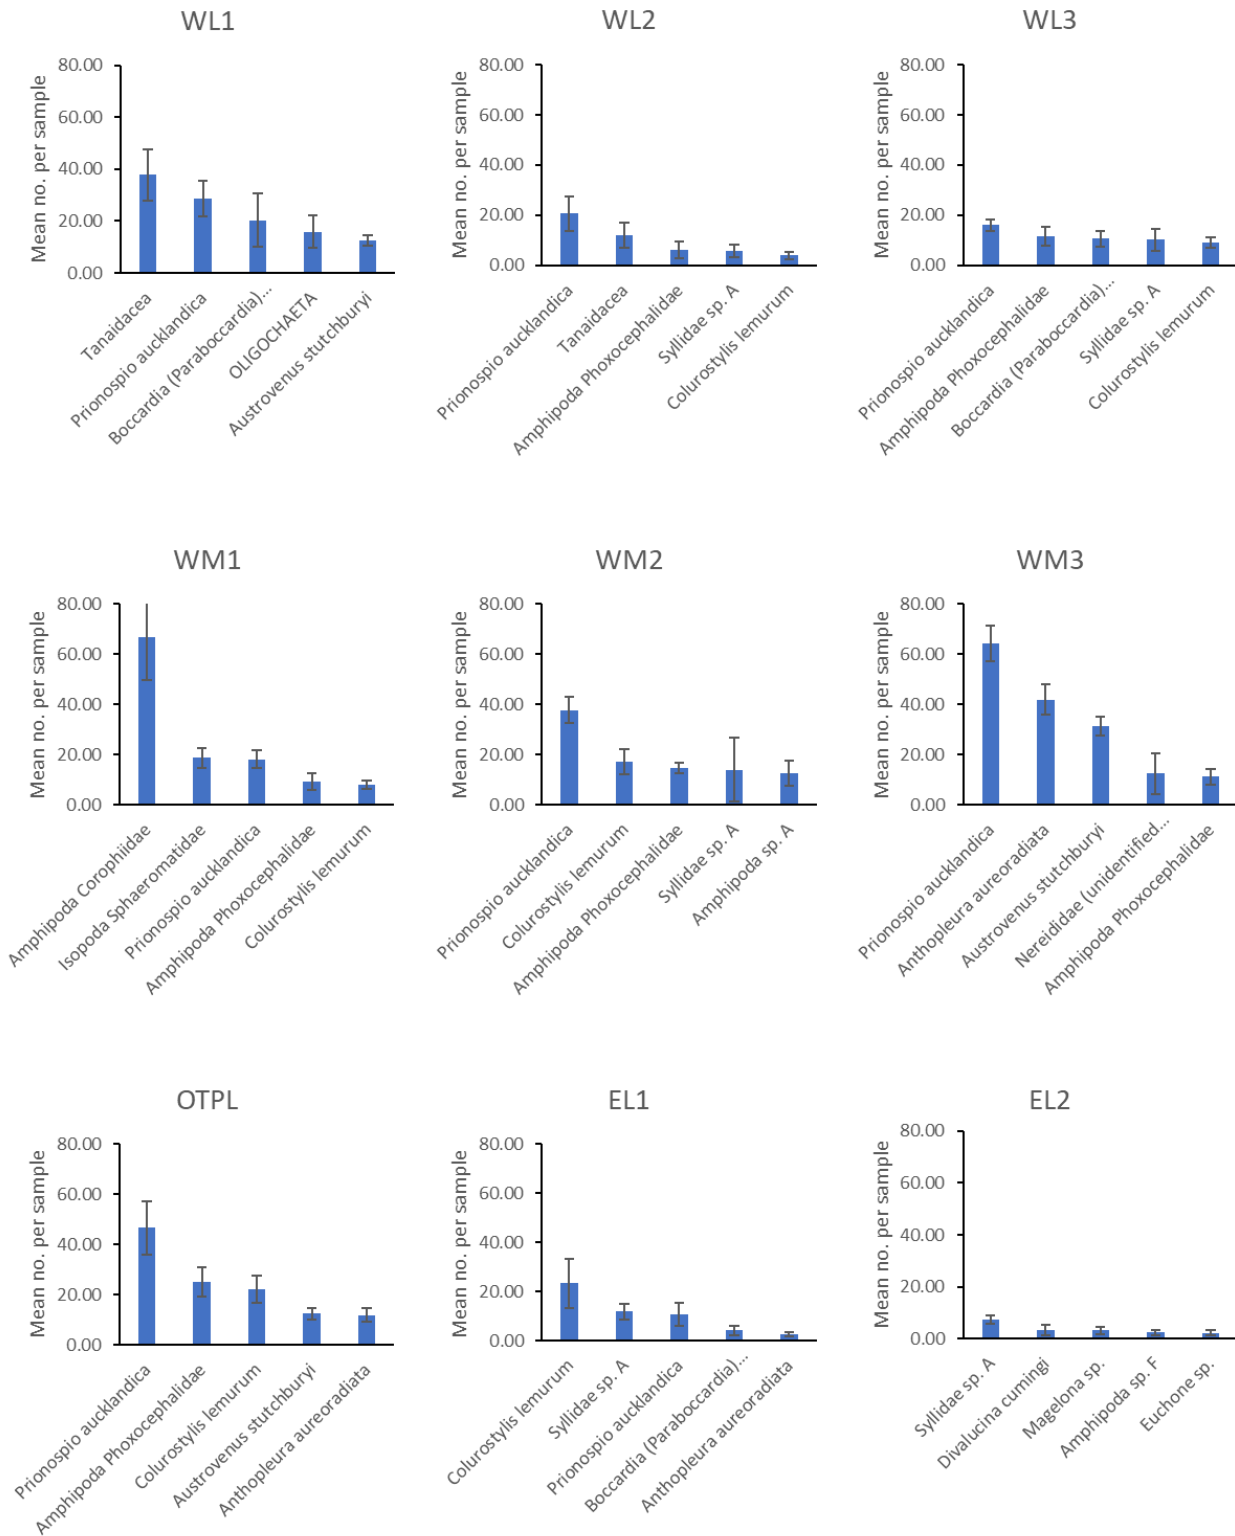 WL1
Mean no. per sample
80.00
60.00
40.00
20.00
0.00
Tanaidacea
Prionospio aucklandica
Boccardia (Paraboccardia)...
OLIGOCHAETA
Austrovenus stutchburyi
WL2
Mean no. per sample
80.00
60.00
40.00
20.00
0.00
Prionospio aucklandica
Tanaidacea
Amphipoda Phoxocephalidae
Syllidae sp. A
Colurostylis lemurum
WL3
Mean no. per sample
80.00
60.00
40.00
20.00
0.00
Prionospio aucklandica
Amphipoda Phoxocephalidae
Boccardia (Paraboccardia)...
Syllidae sp. A
Colurostylis lemurum
WM1
Mean no. per sample
80.00
60.00
40.00
20.00
0.00
Amphipoda Corophiidae
Isopoda Sphaeromatidae
Prionospio aucklandica
Amphipoda Phoxocephalidae
Colurostylis lemurum
WM2
Mean no. per sample
80.00
60.00
40.00
20.00
0.00
Prionospio aucklandica
Colurostylis lemurum
Amphipoda Phoxocephalidae
Syllidae sp. A
Amphipoda sp. A
WM3
Mean no. per sample
80.00
60.00
40.00
20.00
0.00
Prionospio aucklandica
Anthopleura aureoradiata
Austrovenus stutchburyi
Nereididae (unidentified...
Amphipoda Phoxocephalidae
OTPL
Mean no. per sample
80.00
60.00
40.00
20.00
0.00
Prionospio aucklandica
Amphipoda Phoxocephalidae
Colurostylis lemurum
Austrovenus stutchburyi
Anthopleura aureoradiata
EL1
Mean no. per sample
80.00
60.00
40.00
20.00
0.00
Colurostylis lemurum
Syllidae sp. A
Prionospio aucklandica
Boccardia (Paraboccardia)...
Anthopleura aureoradiata
EL2
Mean no. per sample
80.00
60.00
40.00
20.00
0.00
Syllidae sp. A
Divalucina cumingi
Magelona sp.
Amphipoda sp. F
Euchone sp.